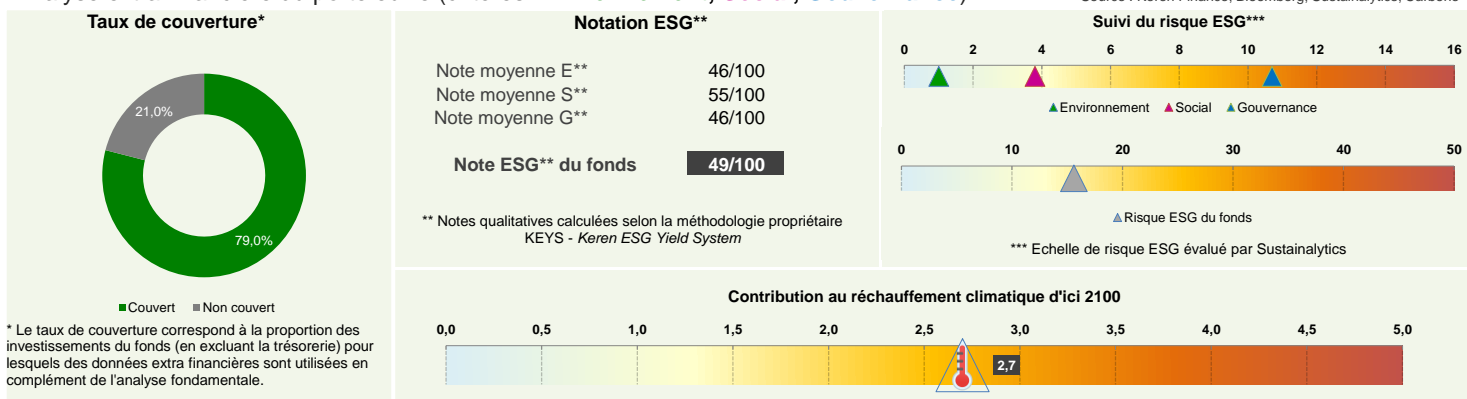 Taux de couverture*
21,0%
79,0%
Couvert Non couvert
* Le taux de couverture correspond à la proportion des
investissements du fonds (en excluant la trésorerie) pour
lesquels des données extra financières sont utilisées en
complément de l'analyse fondamentale.
Notation ESG**
Note moyenne E** 46/100
Note moyenne S** 55/100
Note moyenne G** 46/100
Note ESG** du fonds 49/100
** Notes qualitatives calculées selon la méthodologie propriétaire
KEYS - Keren ESG Yield System
Suivi du risque ESG***
0 2 4 6 8 10 12 14 16
Environnement Social Gouvernance
0 10 20 30 40 50
Risque ESG du fonds
*** Echelle de risque ESG évalué par Sustainalytics
Contribution au réchauffement climatique d'ici 2100
0,0 0,5 1,0 1,5 2,0 2,5 3,0 3,5 4,0 4,5 5,0
2,7